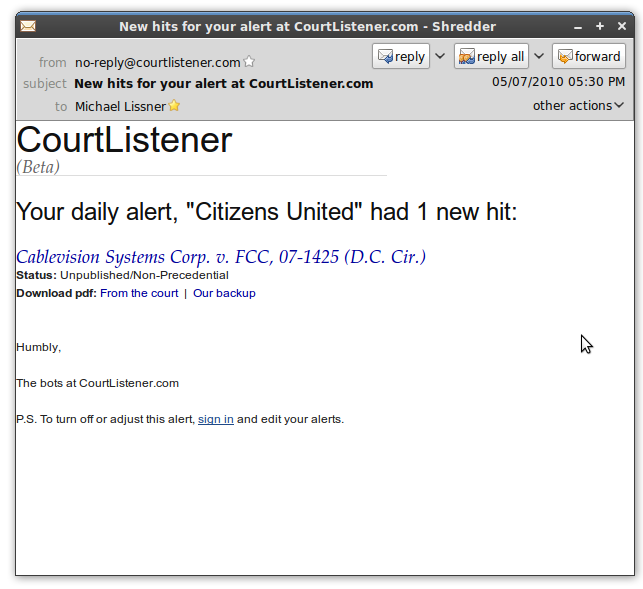 New hits for your alert at CourtListener.com - Shredder
from no-reply@courtlistener.com reply reply all forward
subject New hits for your alert at CourtListener.com 05/07/2010 05:30 PM
to Michael Lissner other actions
CourtListener
(Beta)
Your daily alert, "Citizens United" had 1 new hit:
Cablevision Systems Corp. v. FCC, 07-1425 (D.C. Cir.)
Status: Unpublished/Non-Precedential
Download pdf: From the court | Our backup
Humbly,
The bots at CourtListener.com
P.S. To turn off or adjust this alert, sign in and edit your alerts.